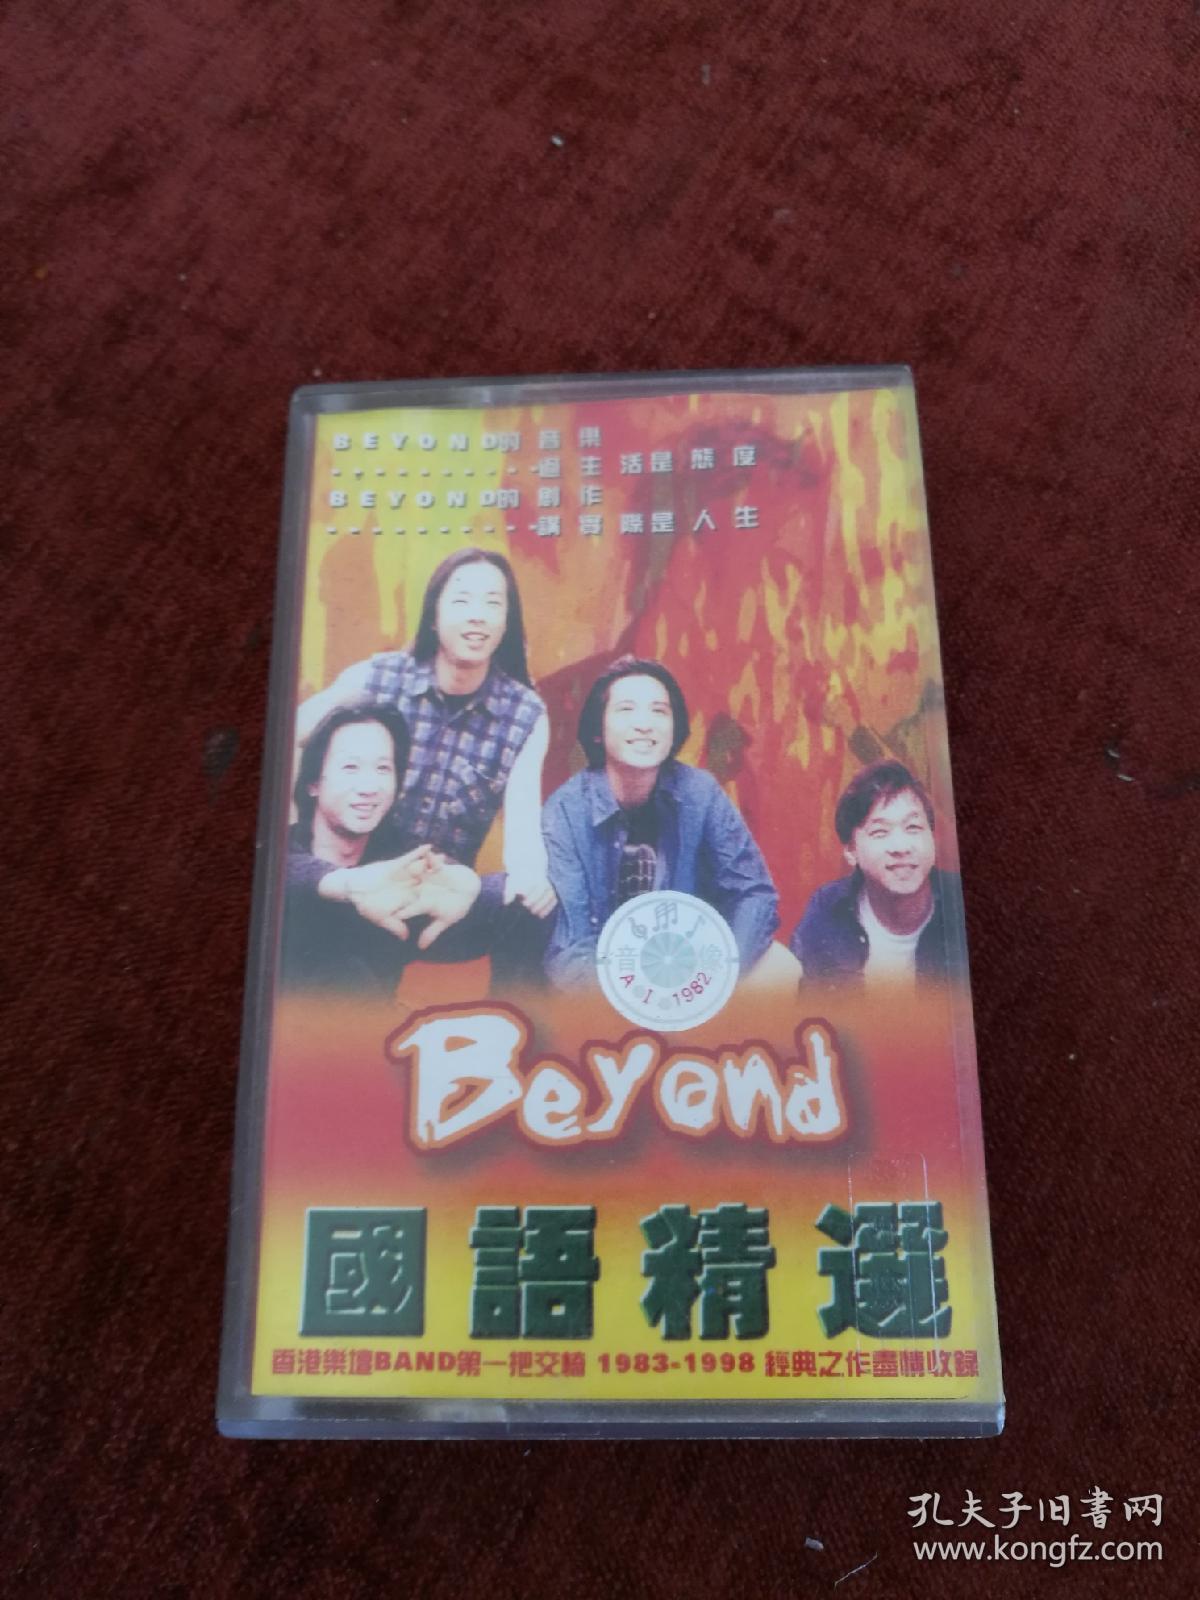 BEYOND的音樂
··········過生活是態度
BEYOND的創作
··········講實際是人生
音像
A·I·1982
Beyond
國語精選
香港樂壇BAND第一把交椅 1983-1998 經典之作盡情收錄
孔夫子旧書网
www.kongfz.com